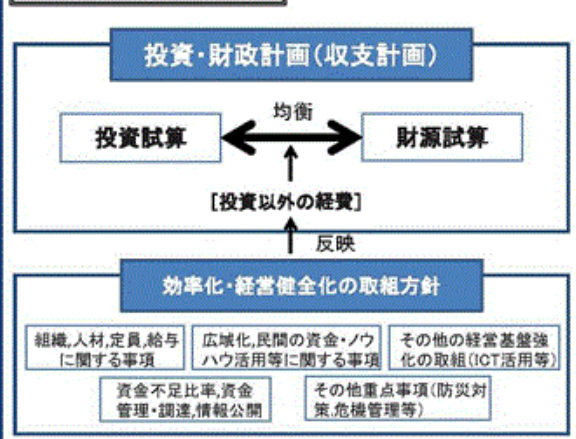 投資・財政計画(収支計画)
均衡
投資試算
財源試算
[投資以外の経費]
反映
効率化・経営健全化の取組方針
組織,人材,定員,給与
に関する事項
広域化,民間の資金・ノウ
ハウ活用等に関する事項
その他の経営基盤強
化の取組(ICT活用等)
資金不足比率,資金
管理・調達,情報公開
その他重点事項(防災対
策,危機管理等)